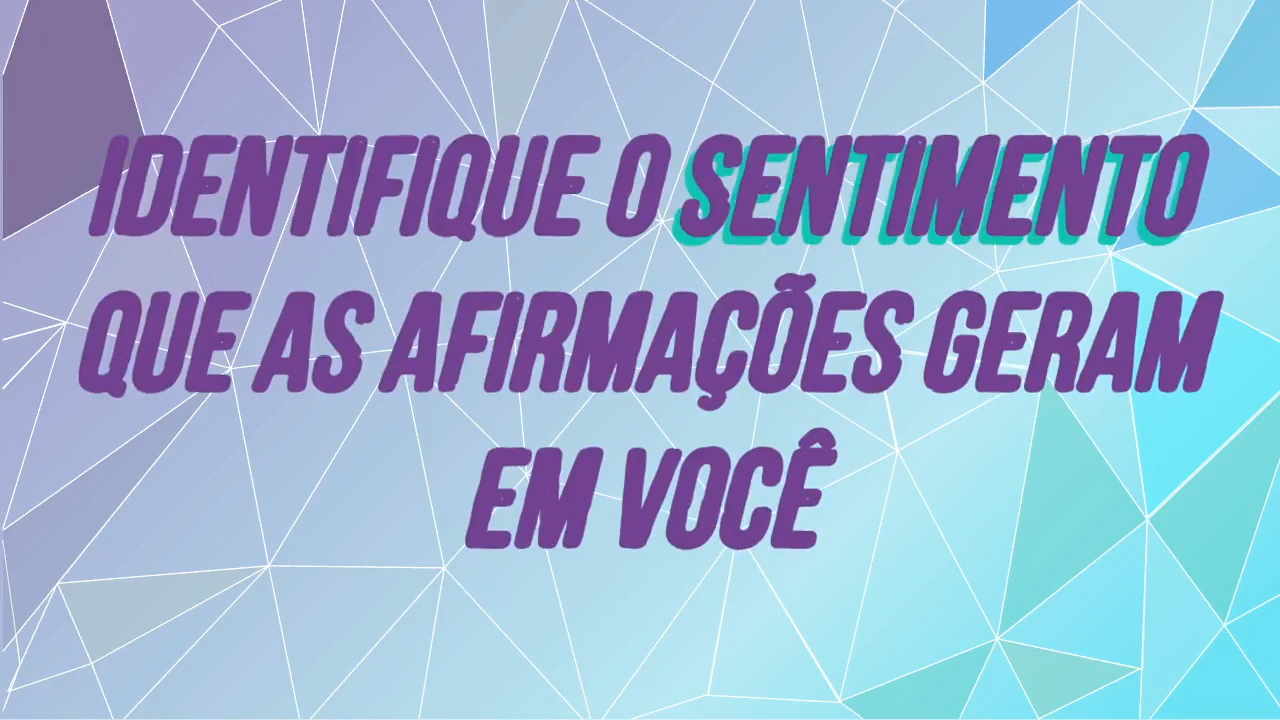 IDENTIFIQUE O SENTIMENTO
QUE AS AFIRMAÇÕES GERAM
EM VOCÊ